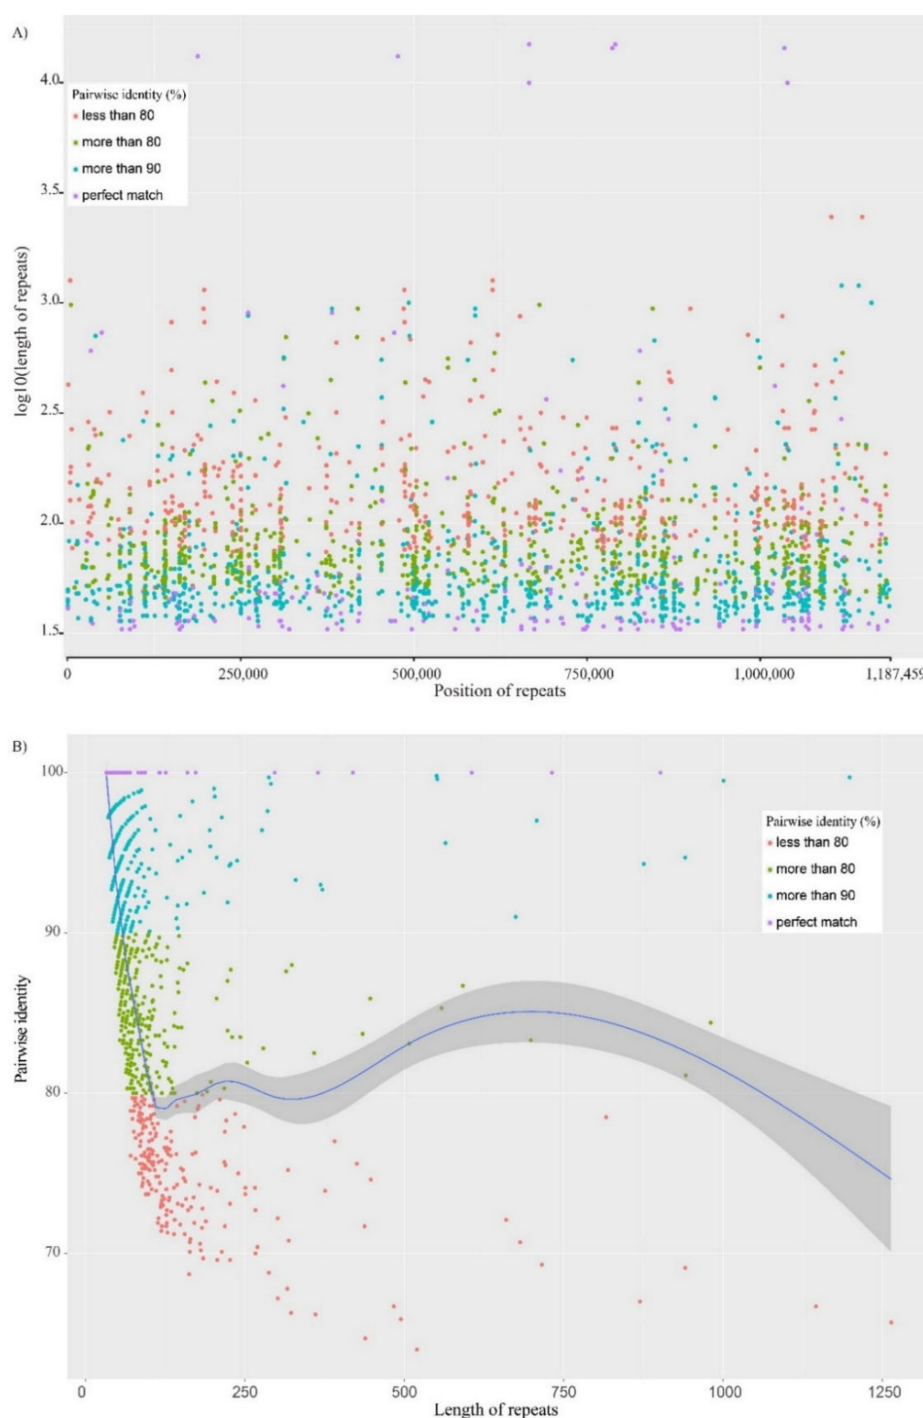 A)
Pairwise identity (%)
less than 80
more than 80
more than 90
perfect match
4.0
3.5
3.0
2.5
2.0
1.5
log10(length of repeats)
0
250,000
500,000
750,000
1,000,000
1,187,459
Position of repeats
B)
100
90
80
70
Pairwise identity
Pairwise identity (%)
less than 80
more than 80
more than 90
perfect match
0
250
500
750
1000
1250
Length of repeats